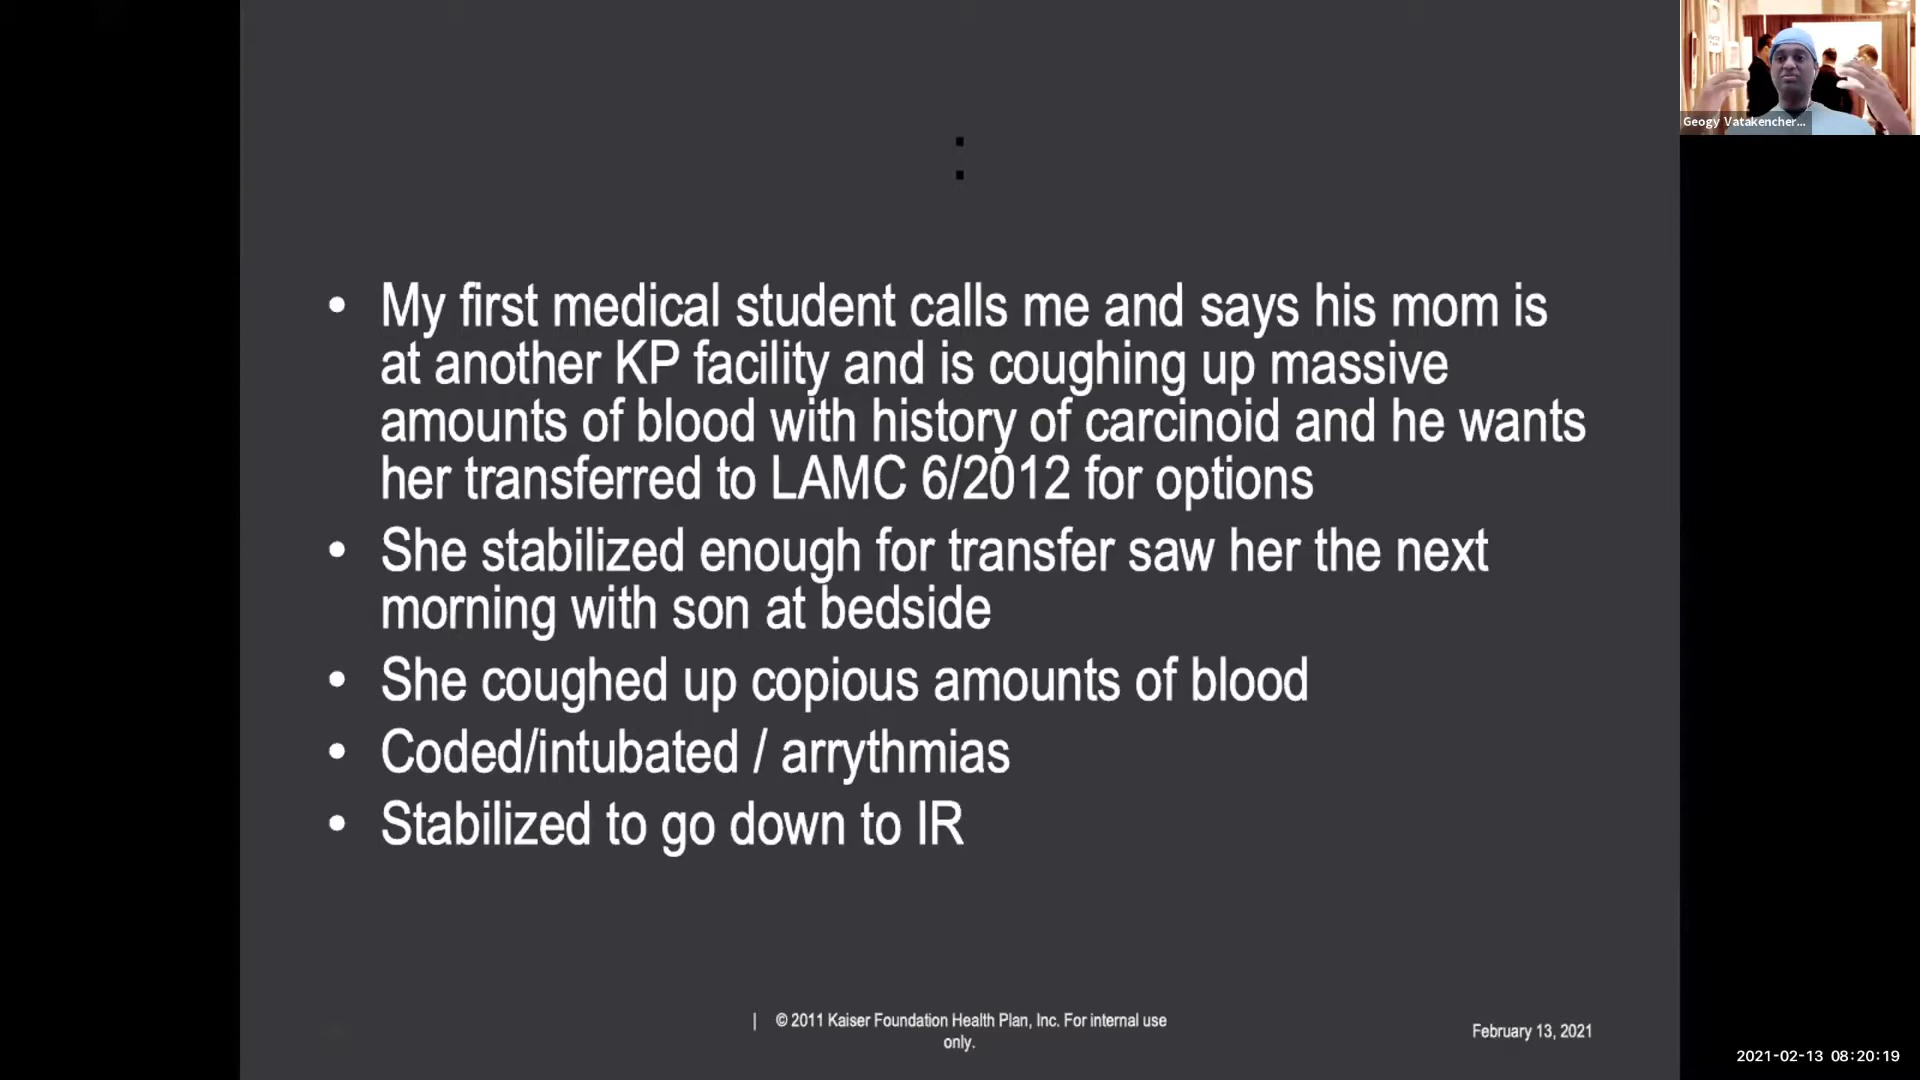 Geogy Vatakencher...
:
• My first medical student calls me and says his mom is
at another KP facility and is coughing up massive
amounts of blood with history of carcinoid and he wants
her transferred to LAMC 6/2012 for options
• She stabilized enough for transfer saw her the next
morning with son at bedside
• She coughed up copious amounts of blood
• Coded/intubated / arrythmias
• Stabilized to go down to IR
| © 2011 Kaiser Foundation Health Plan, Inc. For internal use
only.
February 13, 2021
2021-02-13 08:20:19